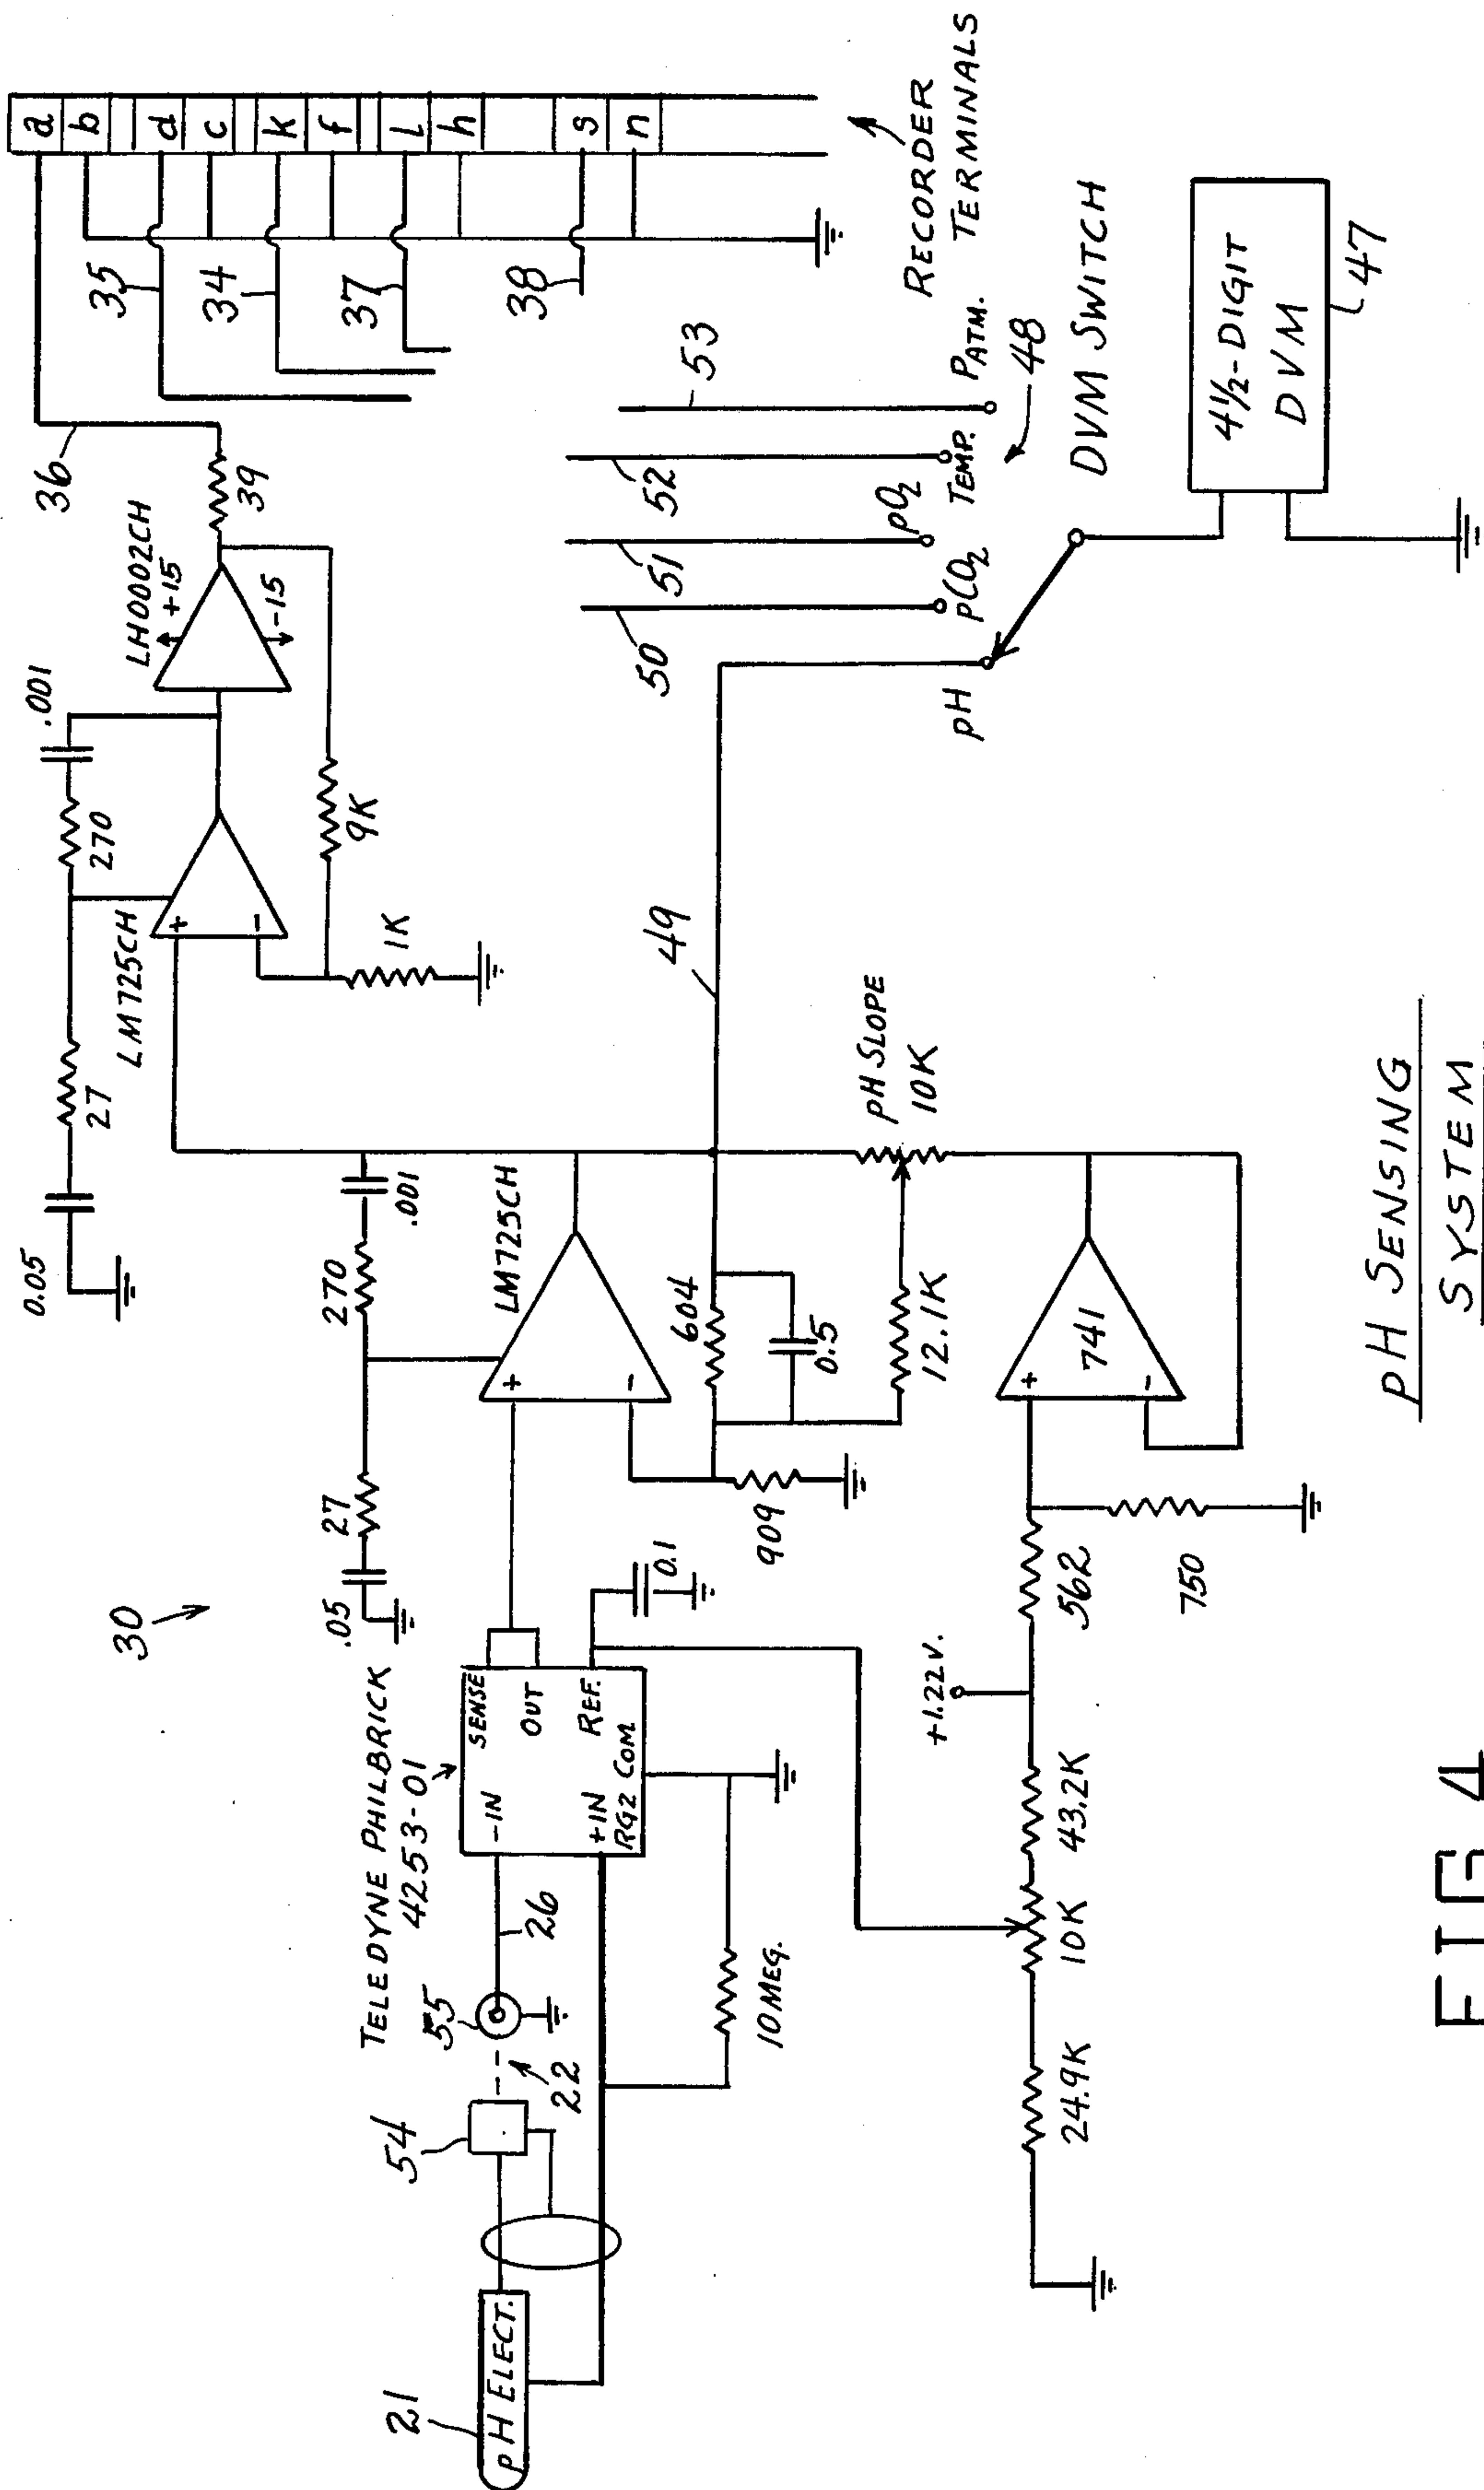 0.05
27
270
.001
LM725CH
+
-
LH0002CH
+15
-15
39
36
9K
1K
a
b
d
c
k
f
l
h
s
n
35
34
37
38
RECORDER
TERMINALS
30
.05
27
270
.001
LM725CH
+
-
TELEDYNE PHILBRICK
4253-01
SENSE
OUT
REF.
-IN
+IN
RG2
COM
0.1
909
604
0.5
12.1K
pH SLOPE
10K
49
50
51
52
53
pH
pCO2
pO2
TEMP.
PATM.
48
DVM SWITCH
4½-DIGIT
DVM
47
21
pH ELECT.
54
22
55
26
10 MEG.
24.9K
10K
43.2K
+1.22V.
562
750
741
+
-
pH SENSING
SYSTEM
FIG 4